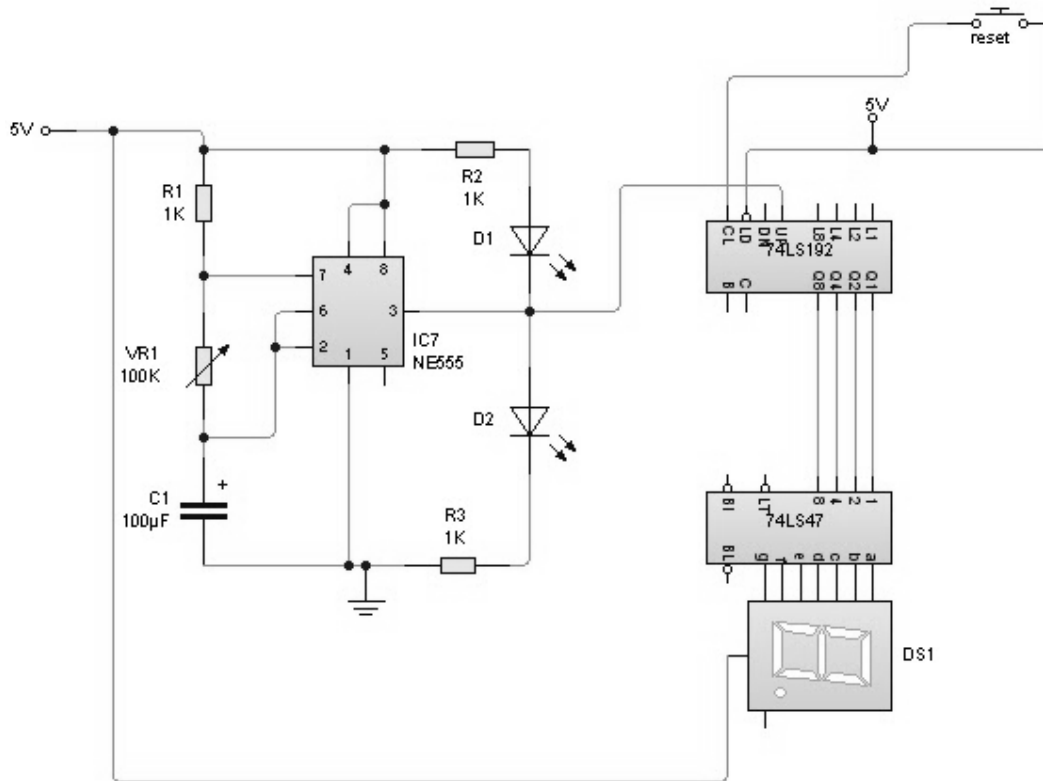 reset
5V
5V
R1
1K
R2
1K
D1
CL
LD
DN
UP
L8
L4
L2
L1
74LS192
B
C
Q8
Q4
Q2
Q1
7
4
8
6
3
2
1
5
IC7
NE555
VR1
100K
D2
C1
+
100µF
R3
1K
BI
LT
8
4
2
1
74LS47
BL
g
f
e
d
c
b
a
DS1